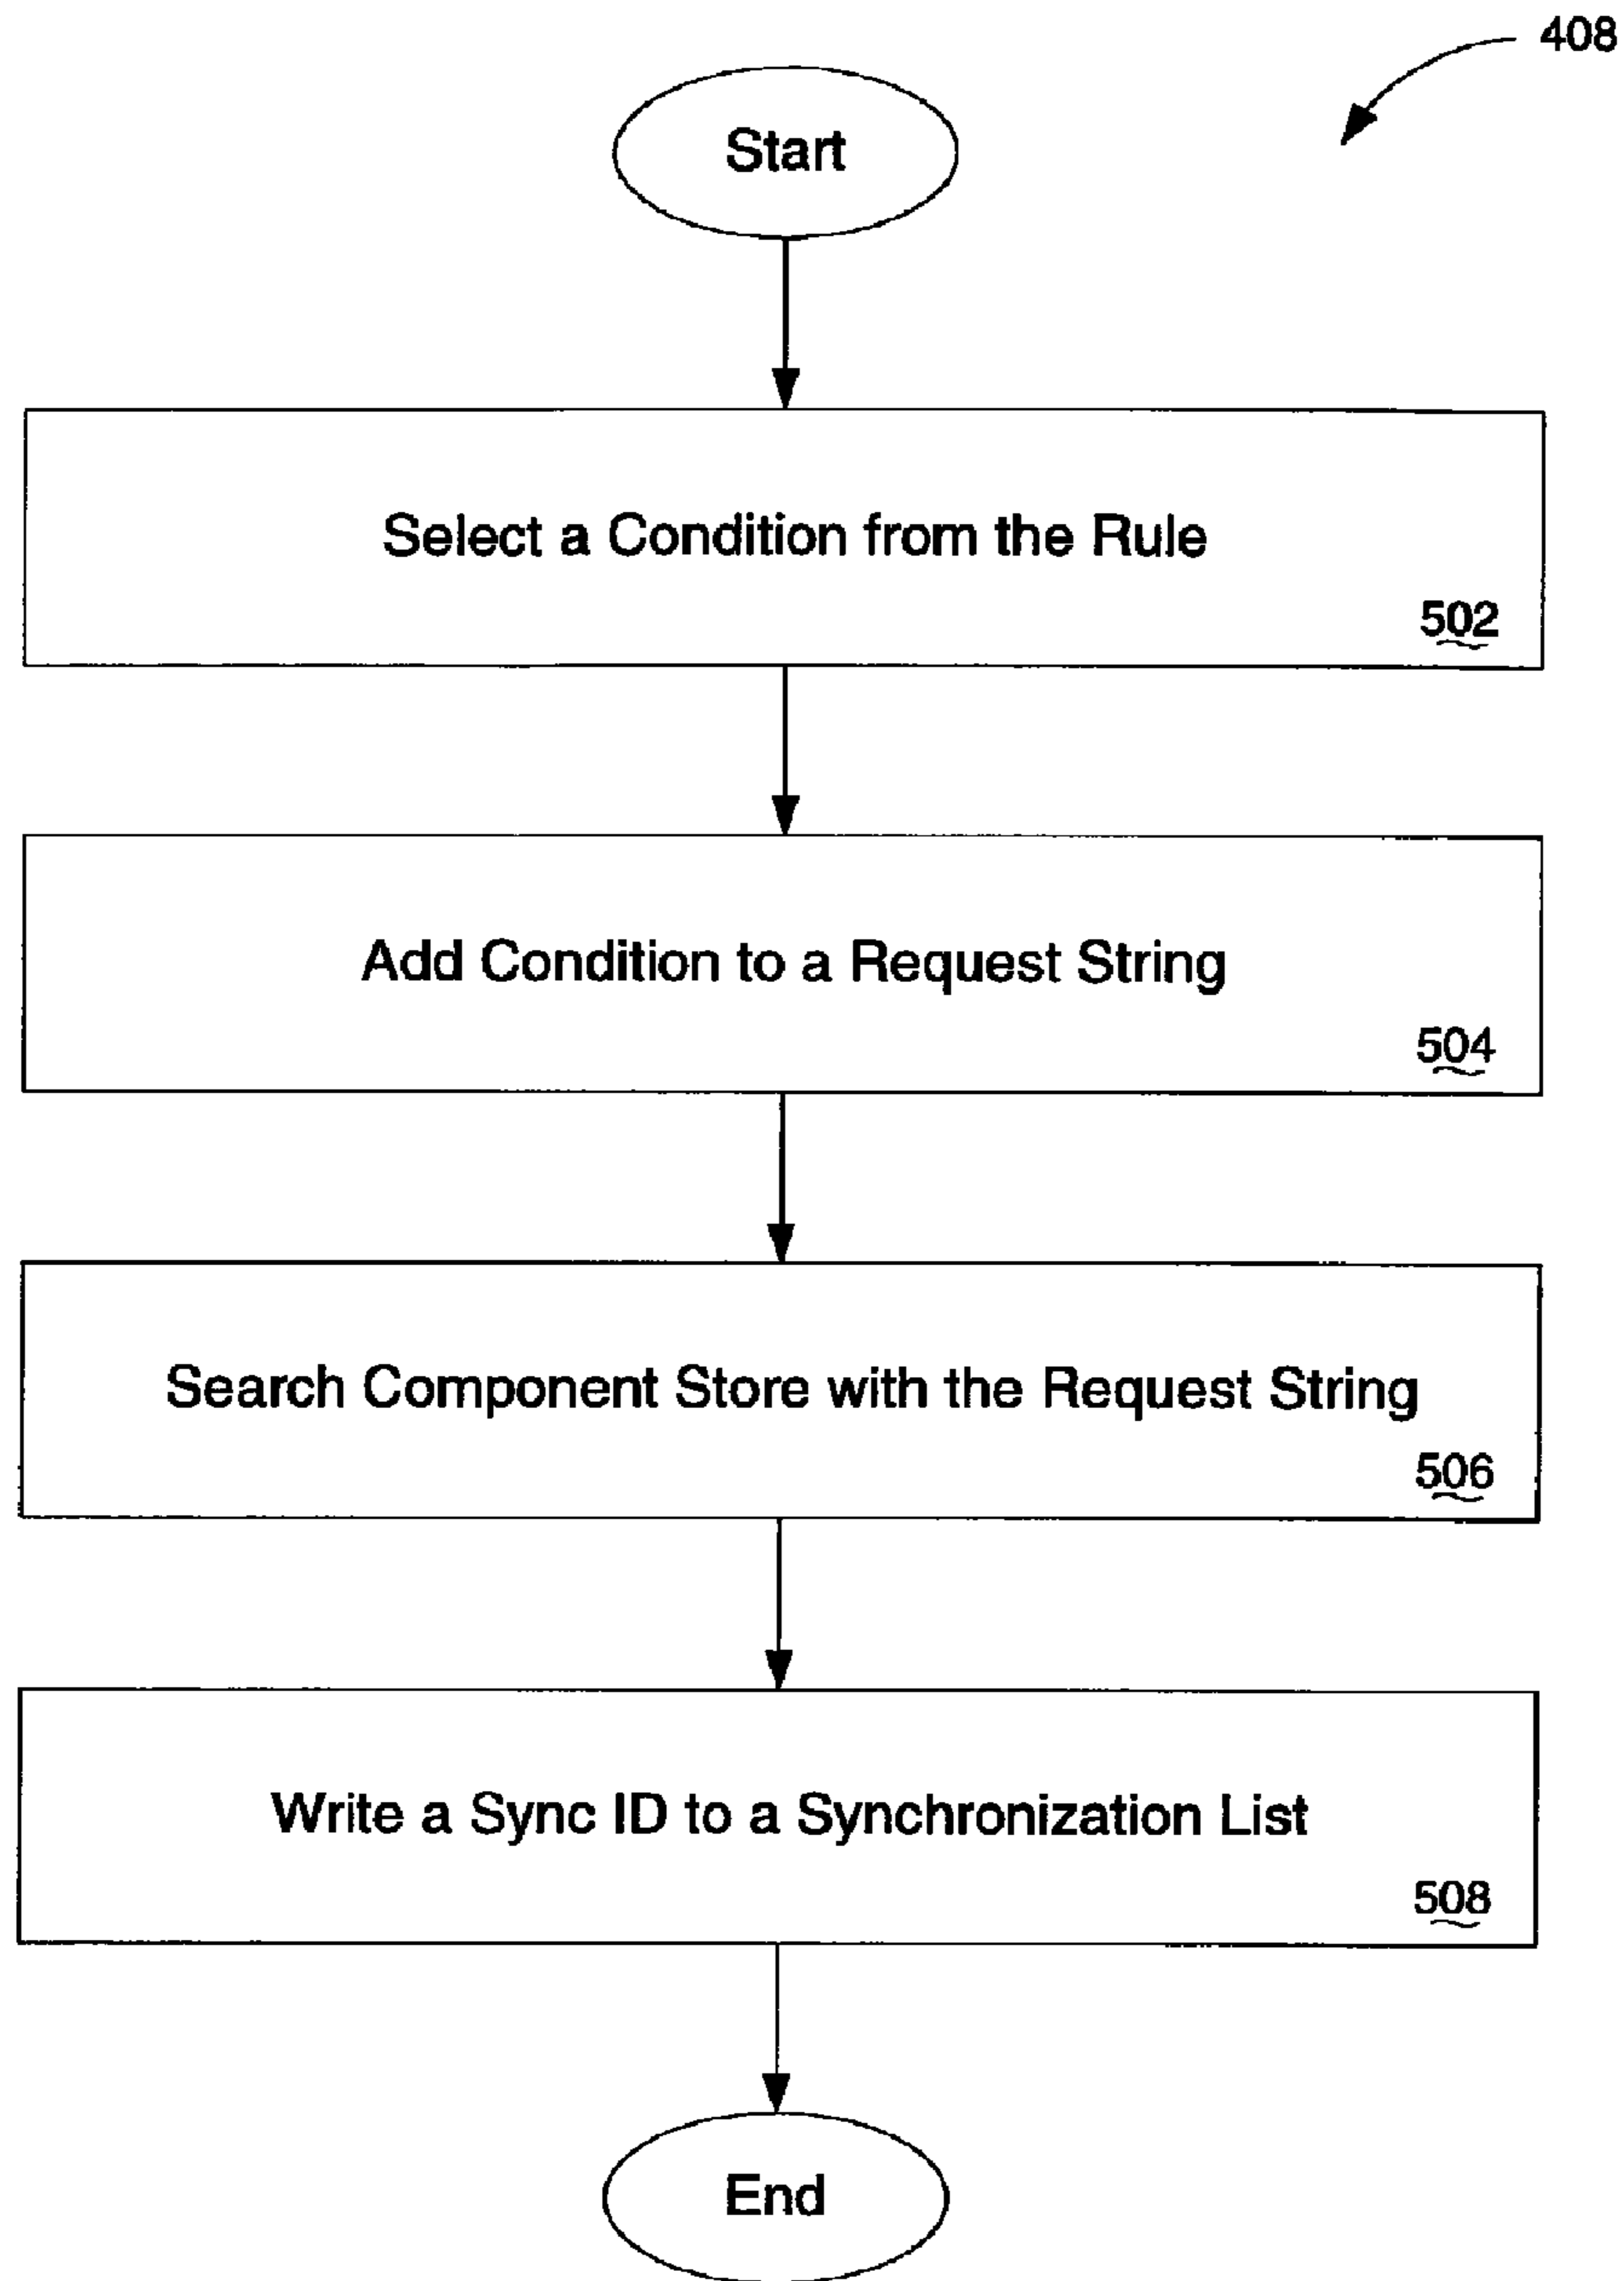 408
Start
Select a Condition from the Rule
502
Add Condition to a Request String
504
Search Component Store with the Request String
506
Write a Sync ID to a Synchronization List
508
End